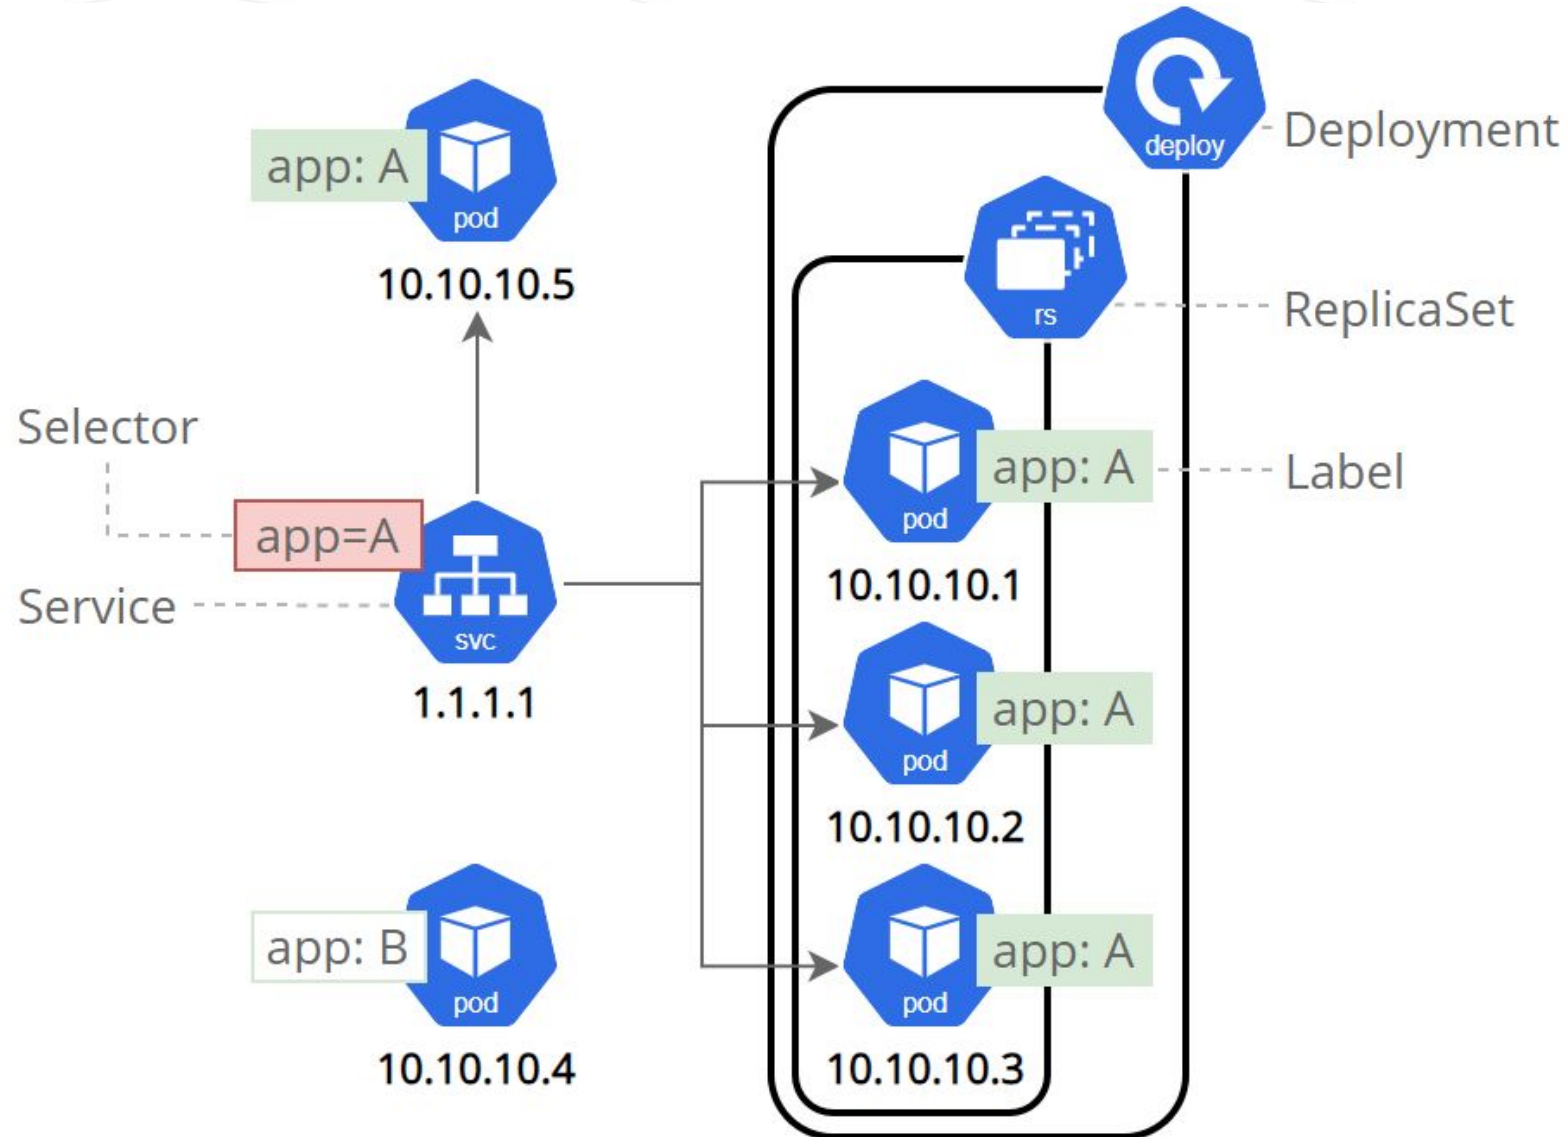 deploy
Deployment
app: A
pod
10.10.10.5
rs
ReplicaSet
Selector
app=A
Service
svc
1.1.1.1
pod
app: A
Label
10.10.10.1
pod
app: A
10.10.10.2
app: B
pod
10.10.10.4
pod
app: A
10.10.10.3